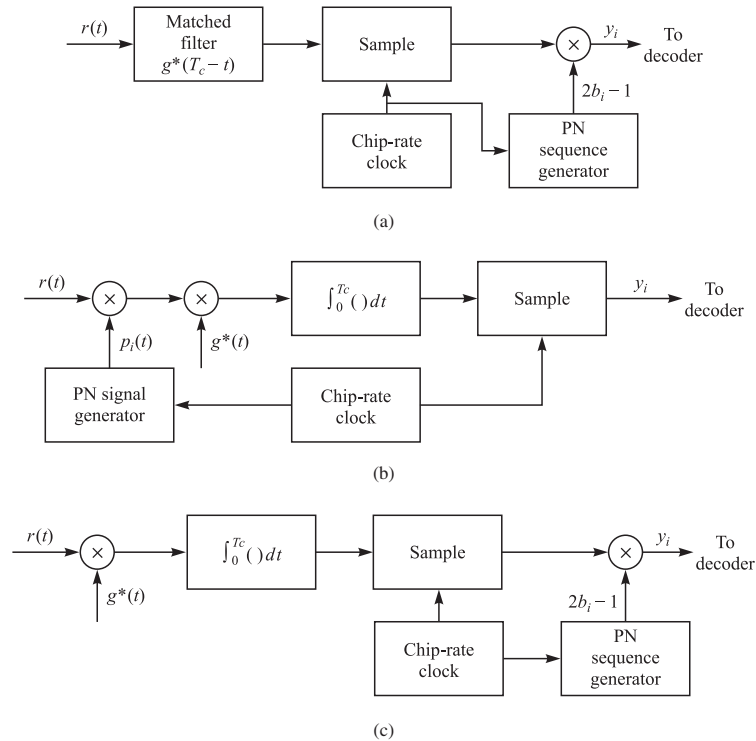 r(t)
Matched
filter
g*(T_c − t)
Sample
×
y_i
To
decoder
2b_i − 1
Chip-rate
clock
PN
sequence
generator
(a)
r(t)
×
×
∫_0^{Tc} ( ) dt
Sample
y_i
To
decoder
p_i(t)
g*(t)
PN signal
generator
Chip-rate
clock
(b)
r(t)
×
∫_0^{Tc} ( ) dt
Sample
×
y_i
To
decoder
g*(t)
2b_i − 1
Chip-rate
clock
PN
sequence
generator
(c)